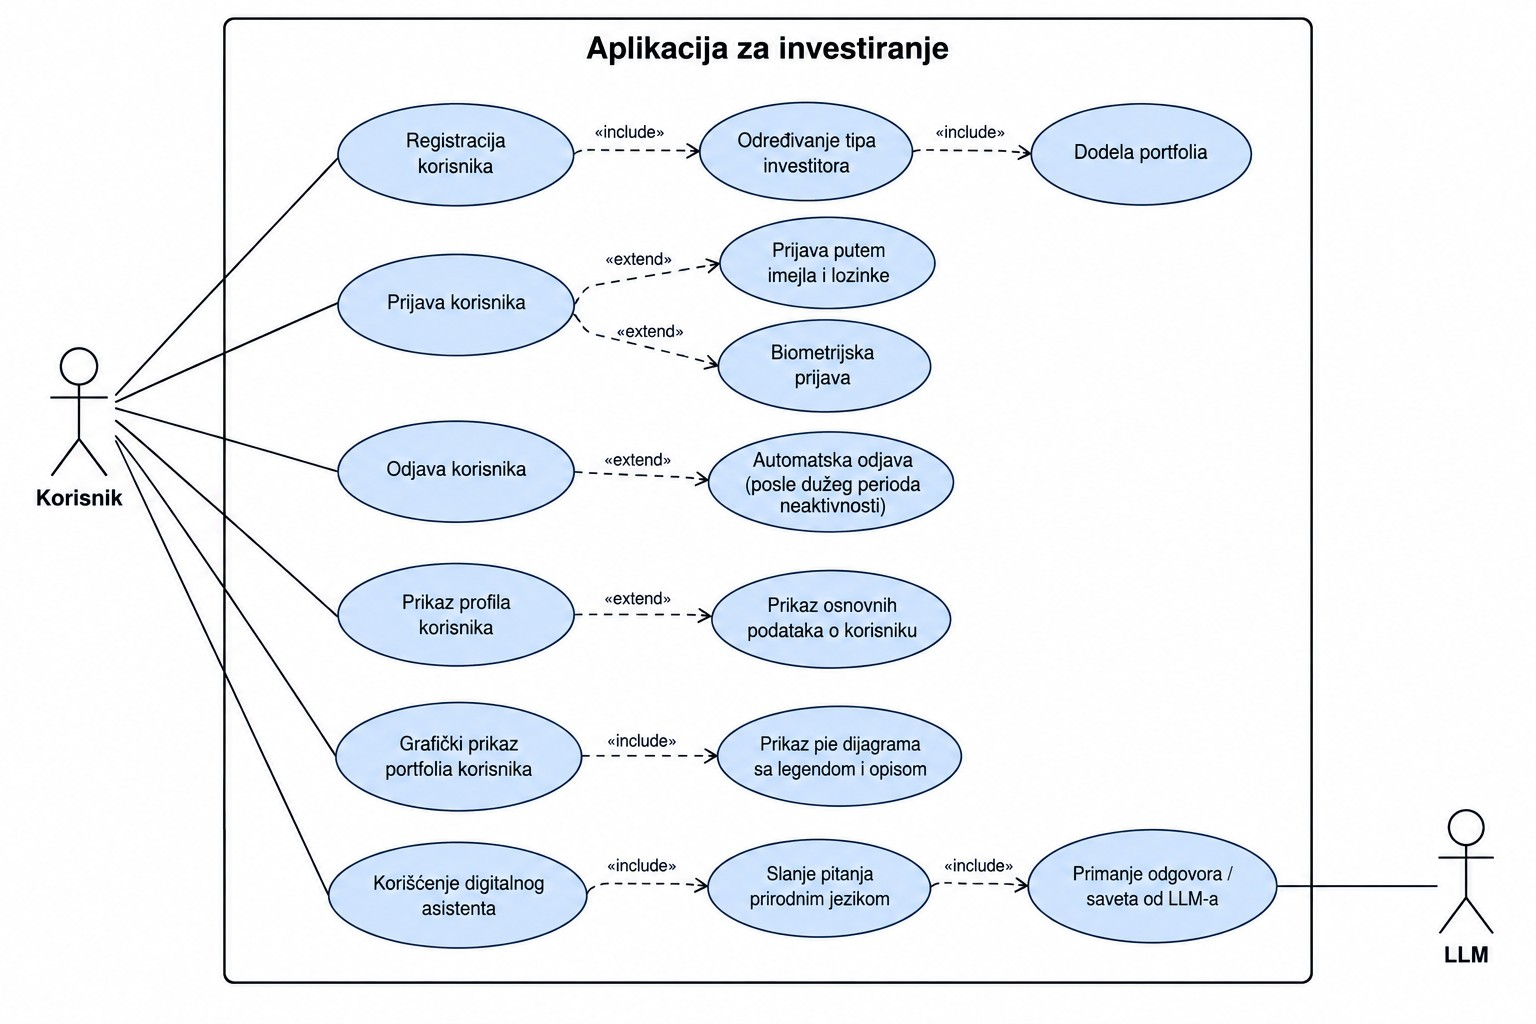 Aplikacija za investiranje
Registracija
korisnika
«include»
Određivanje tipa
investitora
«include»
Dodela portfolia
Prijava korisnika
«extend»
Prijava putem
imejla i lozinke
«extend»
Biometrijska
prijava
Odjava korisnika
«extend»
Automatska odjava
(posle dužeg perioda
neaktivnosti)
Korisnik
Prikaz profila
korisnika
«extend»
Prikaz osnovnih
podataka o korisniku
Grafički prikaz
portfolia korisnika
«include»
Prikaz pie dijagrama
sa legendom i opisom
Korišćenje digitalnog
asistenta
«include»
Slanje pitanja
prirodnim jezikom
«include»
Primanje odgovora /
saveta od LLM-a
LLM